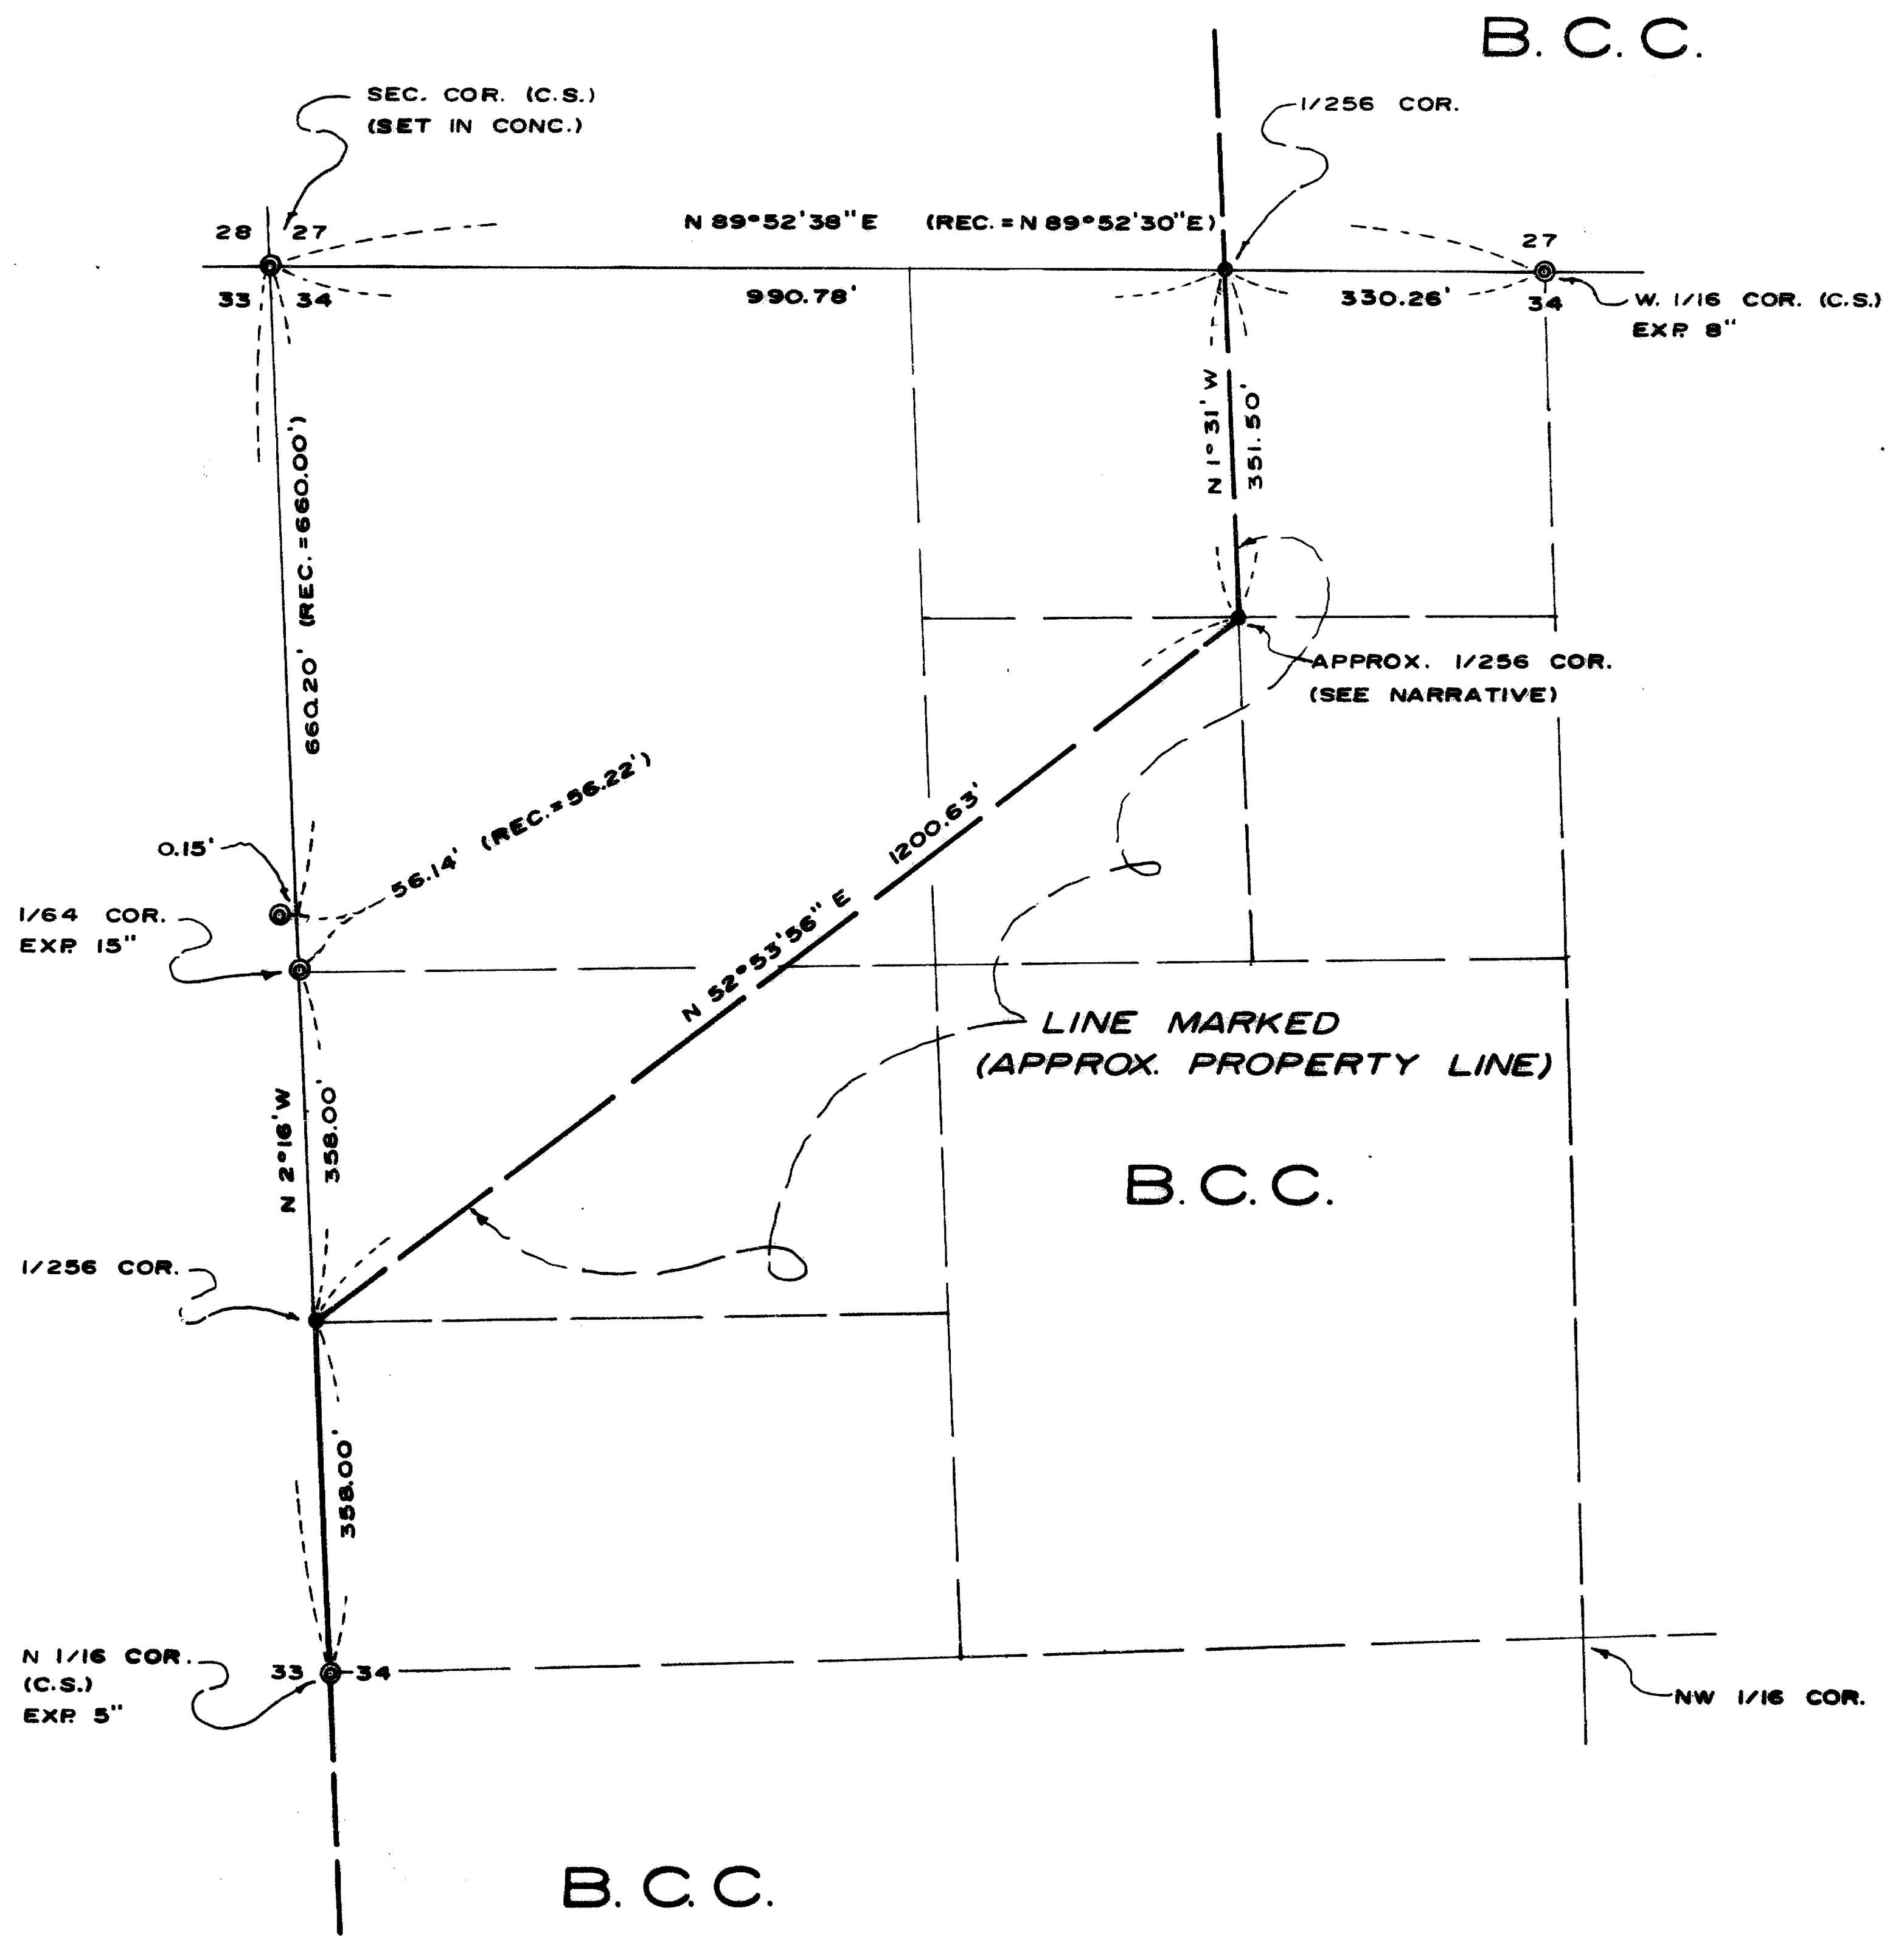 B. C. C.
SEC. COR. (C.S.)
(SET IN CONC.)
1/256 COR.
N 89°52'38" E (REC. = N 89°52'30" E)
28 27
27
33 34
990.78'
330.26'
34
W. 1/16 COR. (C.S.)
EXP. 8"
N 1°31' W
351.50'
660.20' (REC. = 660.00')
APPROX. 1/256 COR.
(SEE NARRATIVE)
56.14' (REC. = 56.22')
0.15'
1/64 COR.
EXP. 15"
N 52°53'56" E 1200.63'
LINE MARKED
(APPROX. PROPERTY LINE)
N 2°16' W
358.00'
B. C. C.
1/256 COR.
358.00'
N 1/16 COR.
(C.S.)
EXP. 5"
33 34
NW 1/16 COR.
B. C. C.